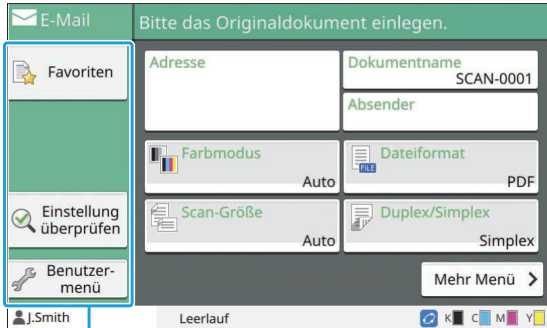 E-Mail
Bitte das Originaldokument einlegen.
Favoriten
Adresse
Dokumentname
SCAN-0001
Absender
Farbmodus
Auto
Dateiformat
FILE
PDF
Einstellung
überprüfen
Scan-Größe
Auto
Duplex/Simplex
Simplex
Benutzer-
menü
Mehr Menü
J.Smith
Leerlauf
K C M Y